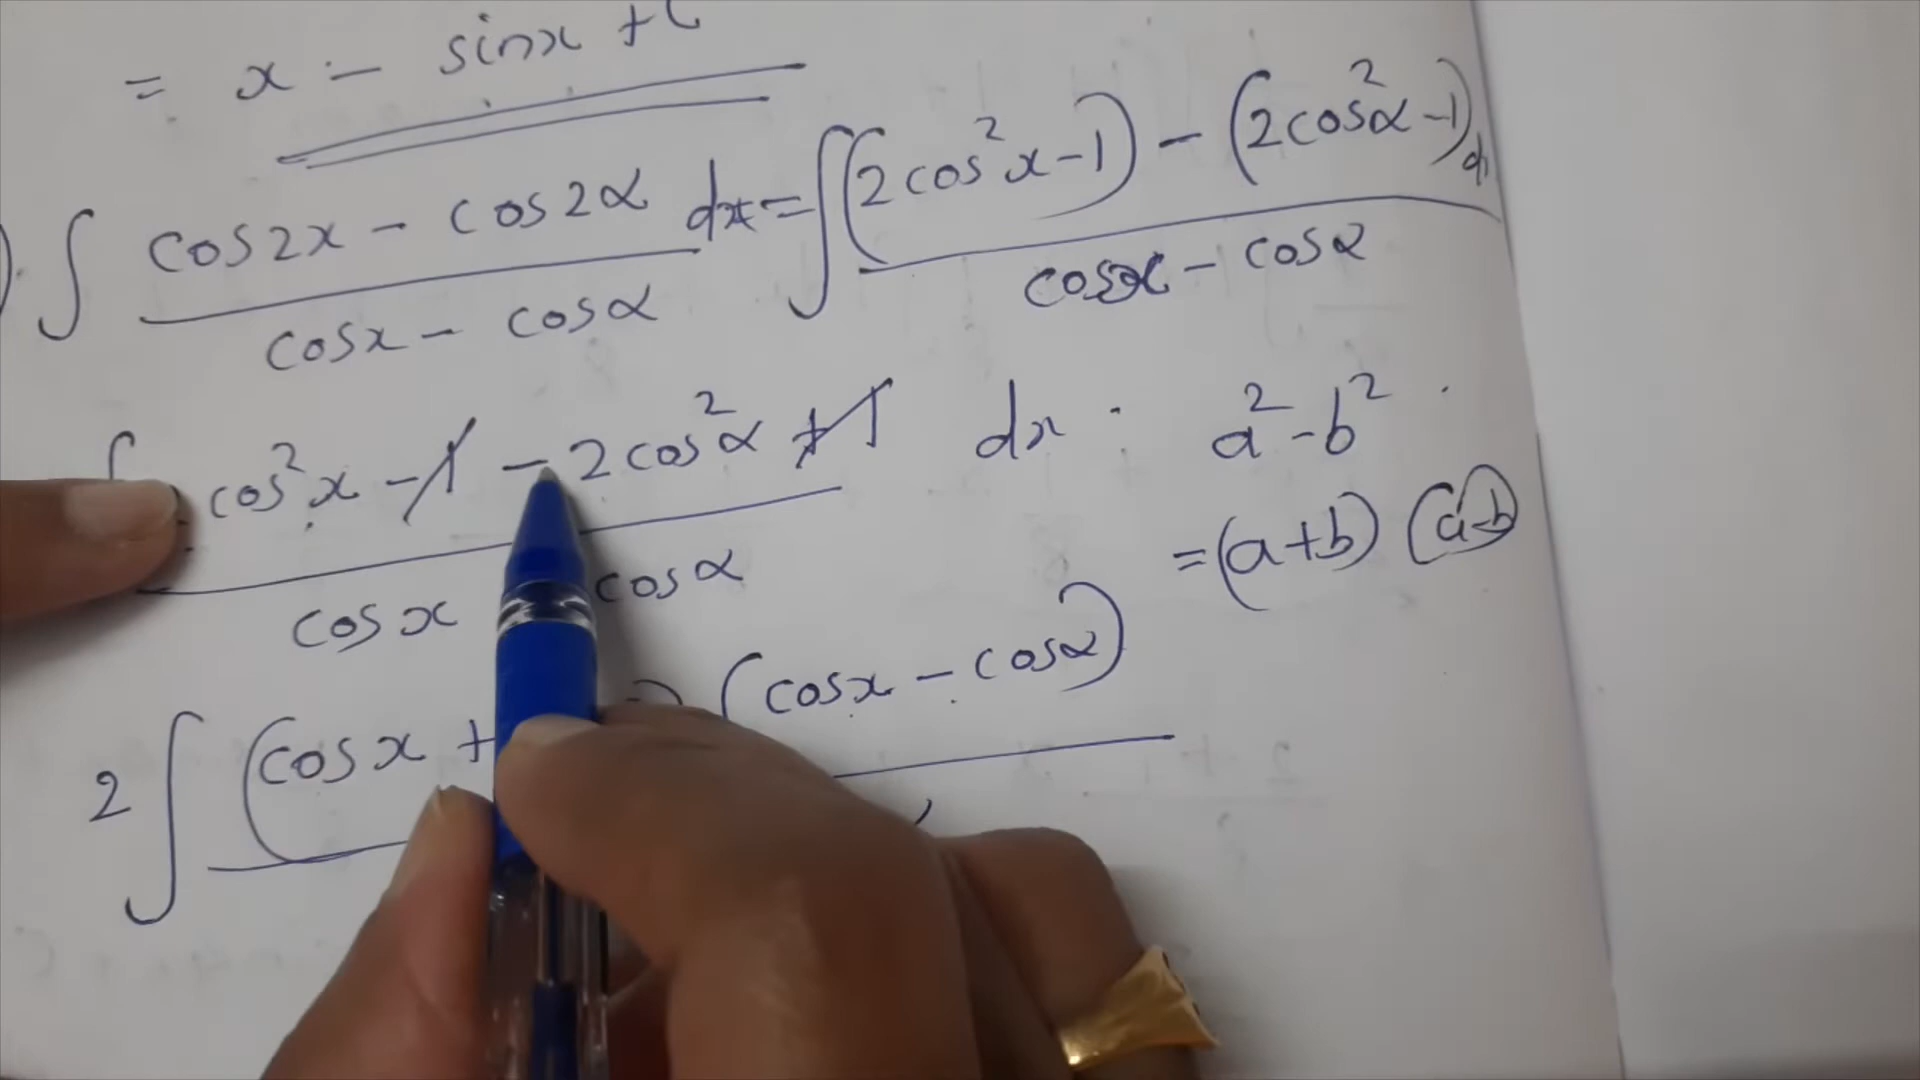 = x - sinx + C
) . ∫ (cos2x - cos2α)/(cosx - cosα) dx = ∫ ((2cos²x-1) - (2cos²α-1))/(cosx - cosα) dx
∫ (cos²x - 1 - 2cos²α + 1)/(cosx cosα) dx : a²-b²
= (a+b) (a-b)
2 ∫ (cosx + ) (cosx - cosα)